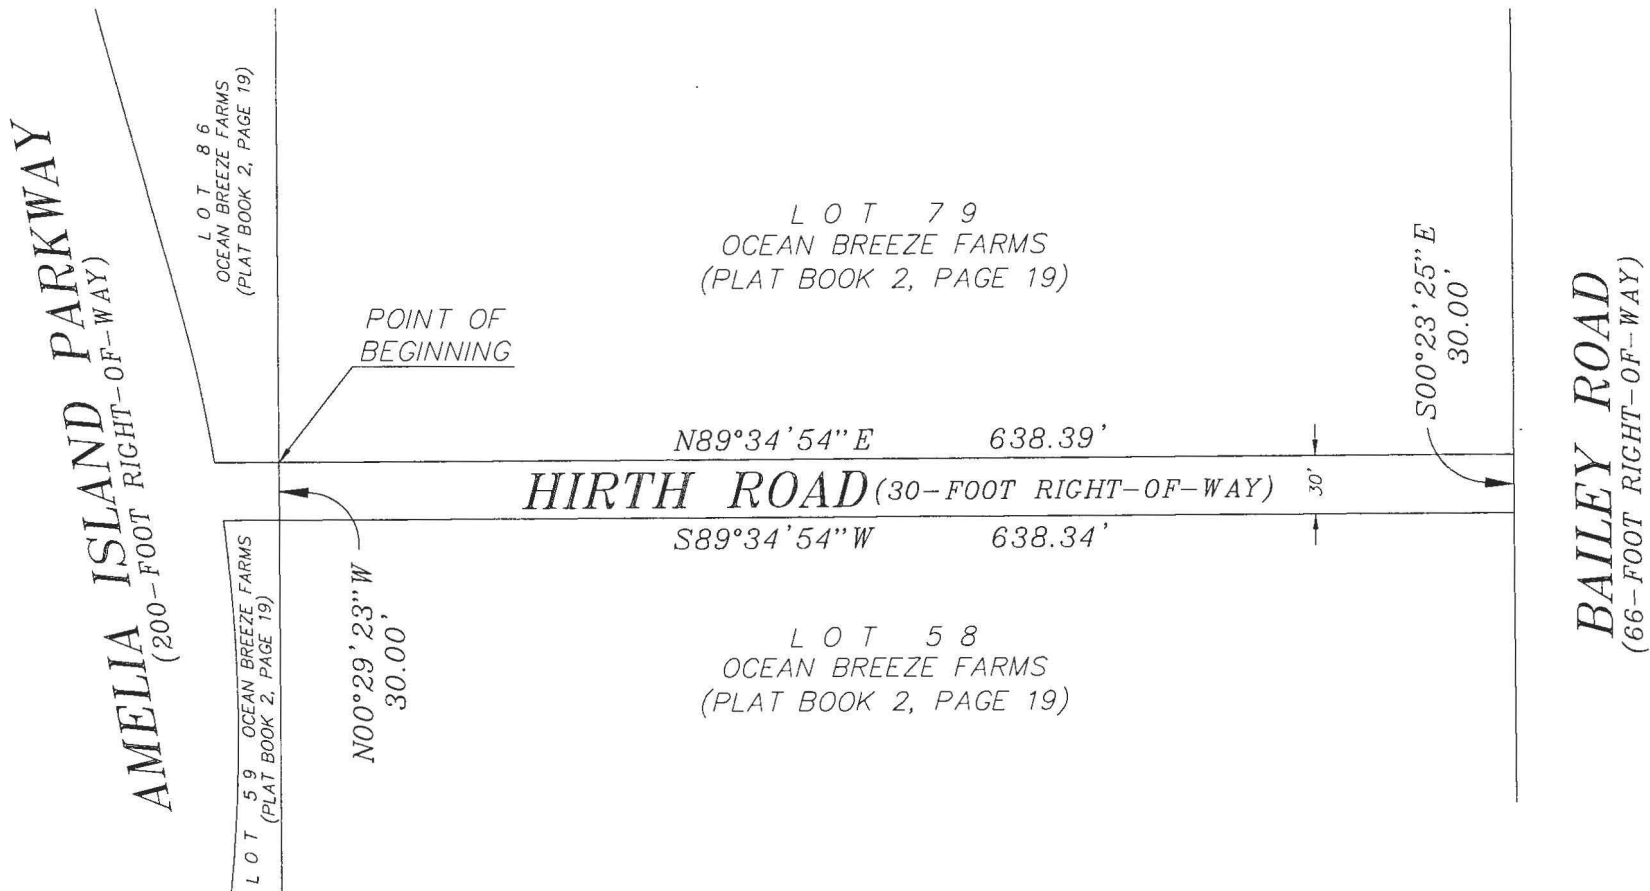 AMELIA ISLAND PARKWAY
(200-FOOT RIGHT-OF-WAY)
LOT 86
OCEAN BREEZE FARMS
(PLAT BOOK 2, PAGE 19)
LOT 79
OCEAN BREEZE FARMS
(PLAT BOOK 2, PAGE 19)
POINT OF
BEGINNING
S00°23'25"E
30.00'
BAILEY ROAD
(66-FOOT RIGHT-OF-WAY)
N89°34'54"E 638.39'
HIRTH ROAD (30-FOOT RIGHT-OF-WAY)
30'
S89°34'54"W 638.34'
N00°29'23"W
30.00'
LOT 59 OCEAN BREEZE FARMS
(PLAT BOOK 2, PAGE 19)
LOT 58
OCEAN BREEZE FARMS
(PLAT BOOK 2, PAGE 19)